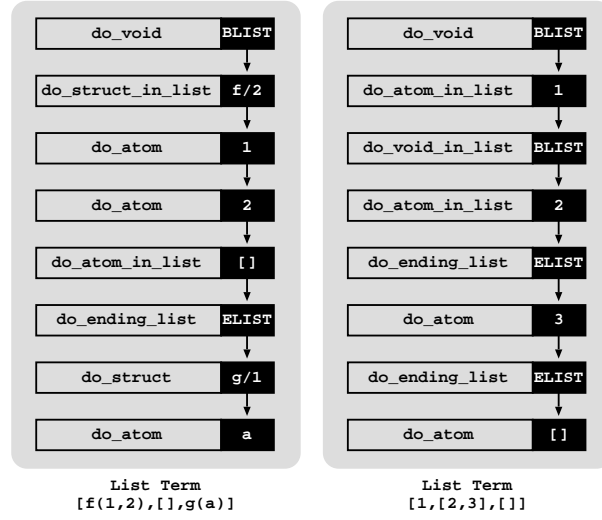 do_void BLIST
do_struct_in_list f/2
do_atom 1
do_atom 2
do_atom_in_list []
do_ending_list ELIST
do_struct g/1
do_atom a
List Term
[f(1,2),[],g(a)]
do_void BLIST
do_atom_in_list 1
do_void_in_list BLIST
do_atom_in_list 2
do_ending_list ELIST
do_atom 3
do_ending_list ELIST
do_atom []
List Term
[1,[2,3],[]]